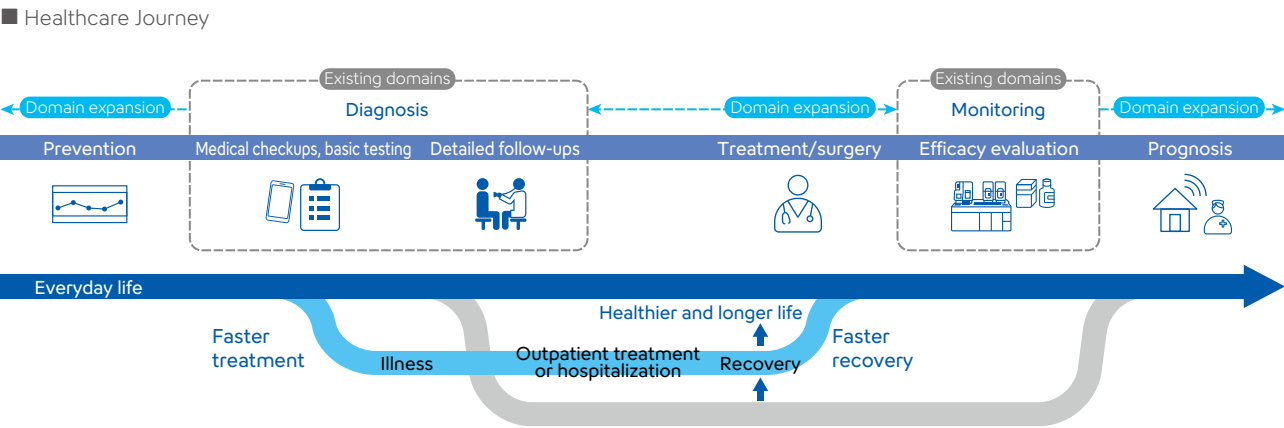 Healthcare Journey
Existing domains
Existing domains
Domain expansion
Diagnosis
Domain expansion
Monitoring
Domain expansion
Prevention
Medical checkups, basic testing
Detailed follow-ups
Treatment/surgery
Efficacy evaluation
Prognosis
Everyday life
Healthier and longer life
Faster
treatment
Illness
Outpatient treatment
or hospitalization
Recovery
Faster
recovery